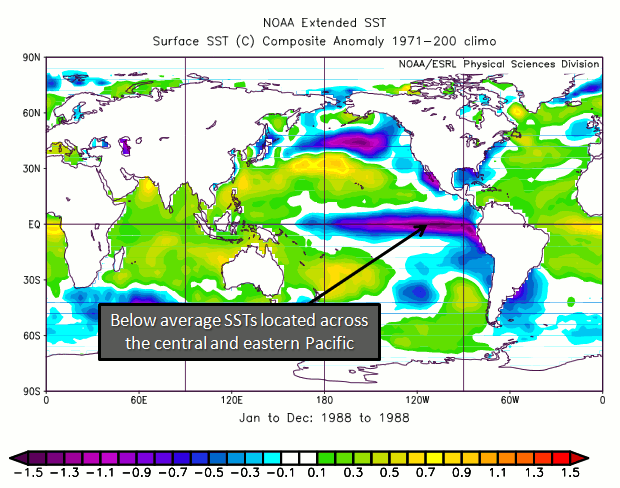 NOAA Extended SST
Surface SST (C) Composite Anomaly 1971-200 climo
NOAA/ESRL Physical Sciences Division
90N
60N
30N
EQ
30S
60S
90S
Below average SSTs located across
the central and eastern Pacific
0 60E 120E 180 120W 60W 0
Jan to Dec: 1988 to 1988
-1.5 -1.3 -1.1 -0.9 -0.7 -0.5 -0.3 -0.1 0.1 0.3 0.5 0.7 0.9 1.1 1.3 1.5